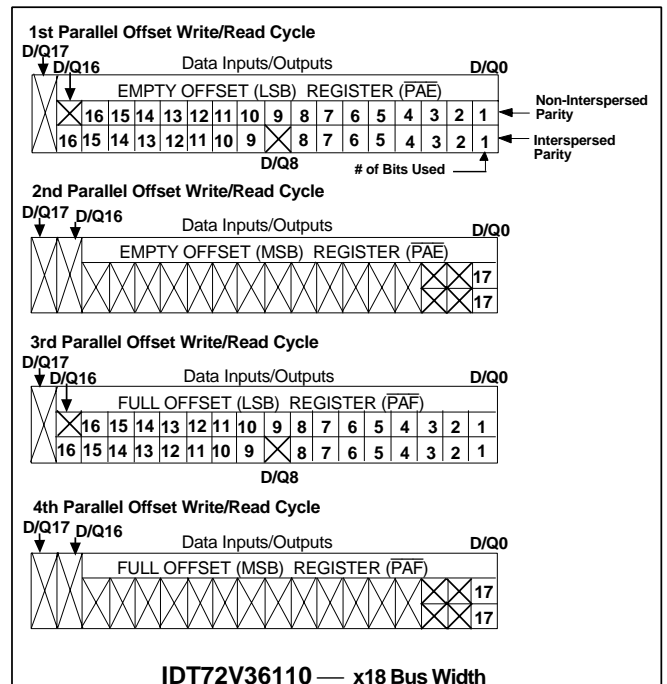 1st Parallel Offset Write/Read Cycle
D/Q17
D/Q16
Data Inputs/Outputs
D/Q0
EMPTY OFFSET (LSB) REGISTER (PAE)
16 15 14 13 12 11 10 9 8 7 6 5 4 3 2 1
Non-Interspersed
Parity
16 15 14 13 12 11 10 9 8 7 6 5 4 3 2 1
Interspersed
Parity
D/Q8
# of Bits Used
2nd Parallel Offset Write/Read Cycle
D/Q17 D/Q16
Data Inputs/Outputs
D/Q0
EMPTY OFFSET (MSB) REGISTER (PAE)
17
17
3rd Parallel Offset Write/Read Cycle
D/Q17
D/Q16
Data Inputs/Outputs
D/Q0
FULL OFFSET (LSB) REGISTER (PAF)
16 15 14 13 12 11 10 9 8 7 6 5 4 3 2 1
16 15 14 13 12 11 10 9 8 7 6 5 4 3 2 1
D/Q8
4th Parallel Offset Write/Read Cycle
D/Q17 D/Q16
Data Inputs/Outputs
D/Q0
FULL OFFSET (MSB) REGISTER (PAF)
17
17
IDT72V36110 — x18 Bus Width